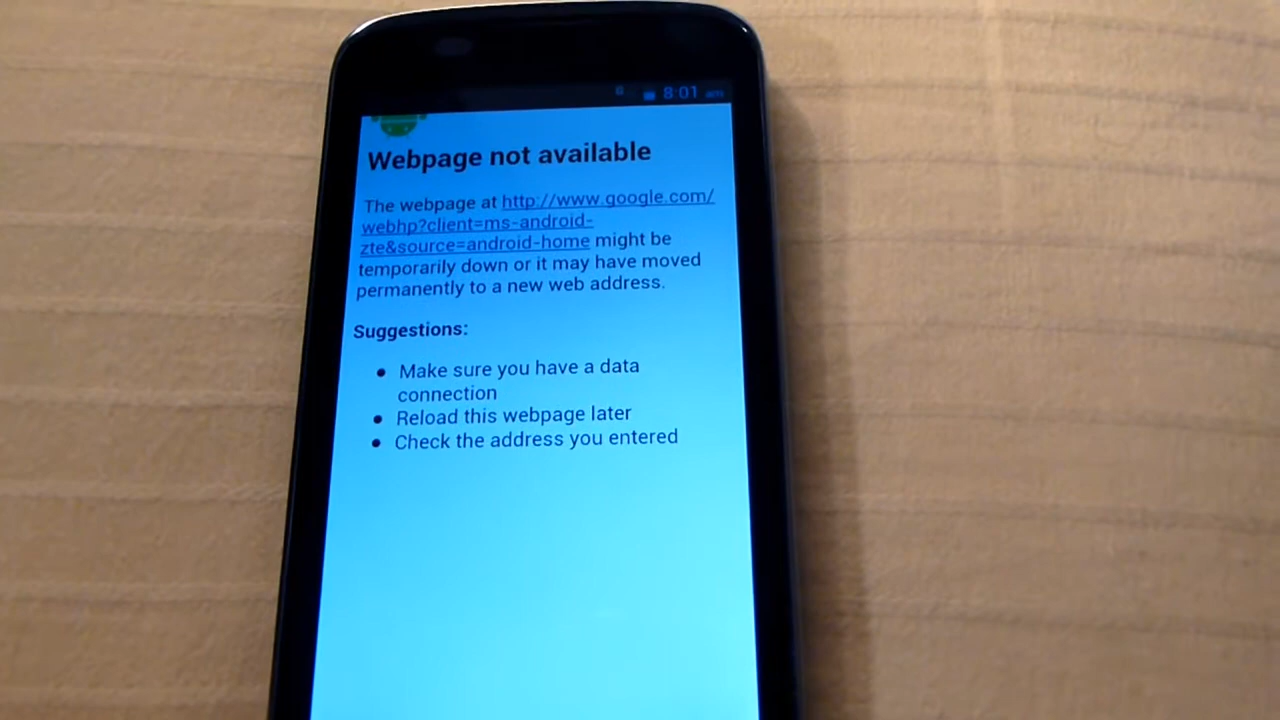 8:01 am
Webpage not available
The webpage at http://www.google.com/
webhp?client=ms-android-
zte&source=android-home might be
temporarily down or it may have moved
permanently to a new web address.
Suggestions:
Make sure you have a data
connection
Reload this webpage later
Check the address you entered